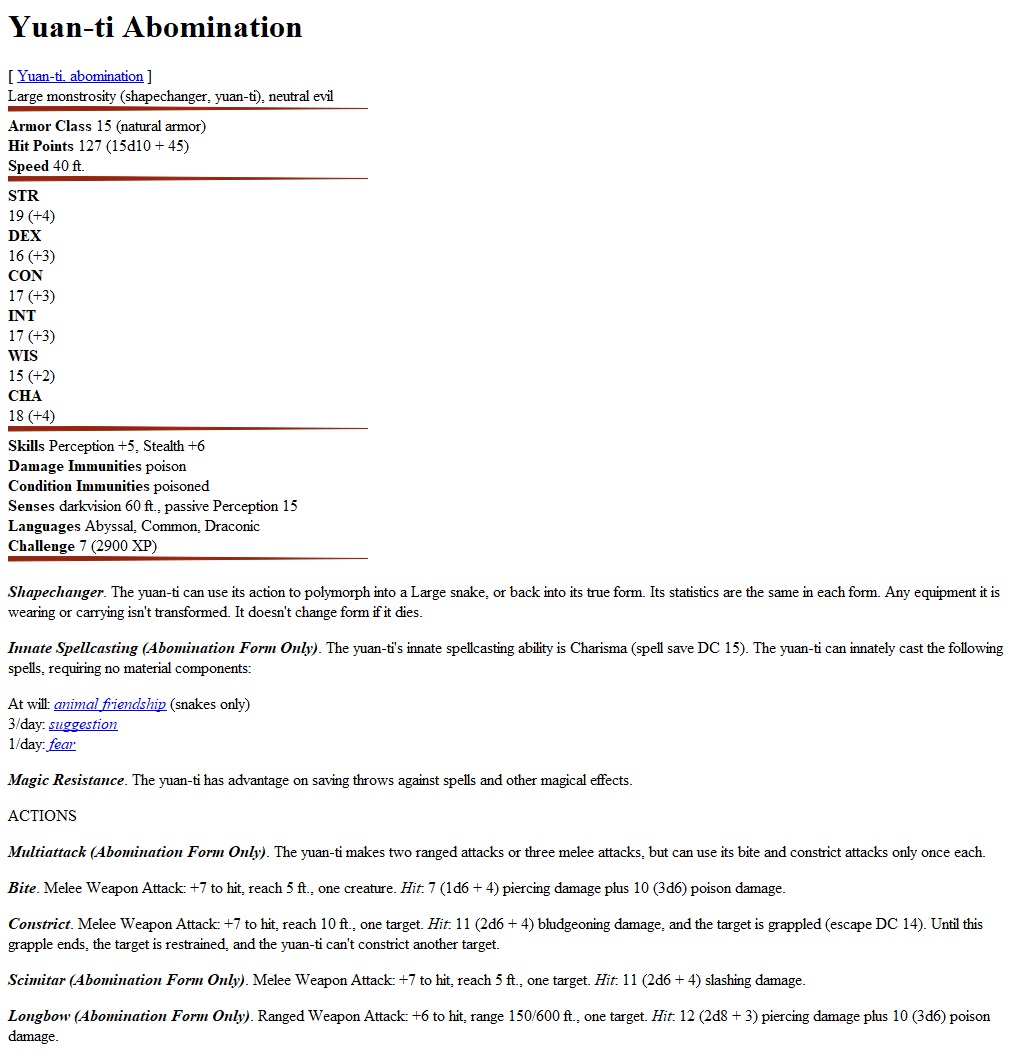 Yuan-ti Abomination
[ Yuan-ti, abomination ]
Large monstrosity (shapechanger, yuan-ti), neutral evil
Armor Class 15 (natural armor)
Hit Points 127 (15d10 + 45)
Speed 40 ft.
STR
19 (+4)
DEX
16 (+3)
CON
17 (+3)
INT
17 (+3)
WIS
15 (+2)
CHA
18 (+4)
Skills Perception +5, Stealth +6
Damage Immunities poison
Condition Immunities poisoned
Senses darkvision 60 ft., passive Perception 15
Languages Abyssal, Common, Draconic
Challenge 7 (2900 XP)
Shapechanger. The yuan-ti can use its action to polymorph into a Large snake, or back into its true form. Its statistics are the same in each form. Any equipment it is
wearing or carrying isn't transformed. It doesn't change form if it dies.
Innate Spellcasting (Abomination Form Only). The yuan-ti's innate spellcasting ability is Charisma (spell save DC 15). The yuan-ti can innately cast the following
spells, requiring no material components:
At will: animal friendship (snakes only)
3/day: suggestion
1/day: fear
Magic Resistance. The yuan-ti has advantage on saving throws against spells and other magical effects.
ACTIONS
Multiattack (Abomination Form Only). The yuan-ti makes two ranged attacks or three melee attacks, but can use its bite and constrict attacks only once each.
Bite. Melee Weapon Attack: +7 to hit, reach 5 ft., one creature. Hit: 7 (1d6 + 4) piercing damage plus 10 (3d6) poison damage.
Constrict. Melee Weapon Attack: +7 to hit, reach 10 ft., one target. Hit: 11 (2d6 + 4) bludgeoning damage, and the target is grappled (escape DC 14). Until this
grapple ends, the target is restrained, and the yuan-ti can't constrict another target.
Scimitar (Abomination Form Only). Melee Weapon Attack: +7 to hit, reach 5 ft., one target. Hit: 11 (2d6 + 4) slashing damage.
Longbow (Abomination Form Only). Ranged Weapon Attack: +6 to hit, range 150/600 ft., one target. Hit: 12 (2d8 + 3) piercing damage plus 10 (3d6) poison
damage.